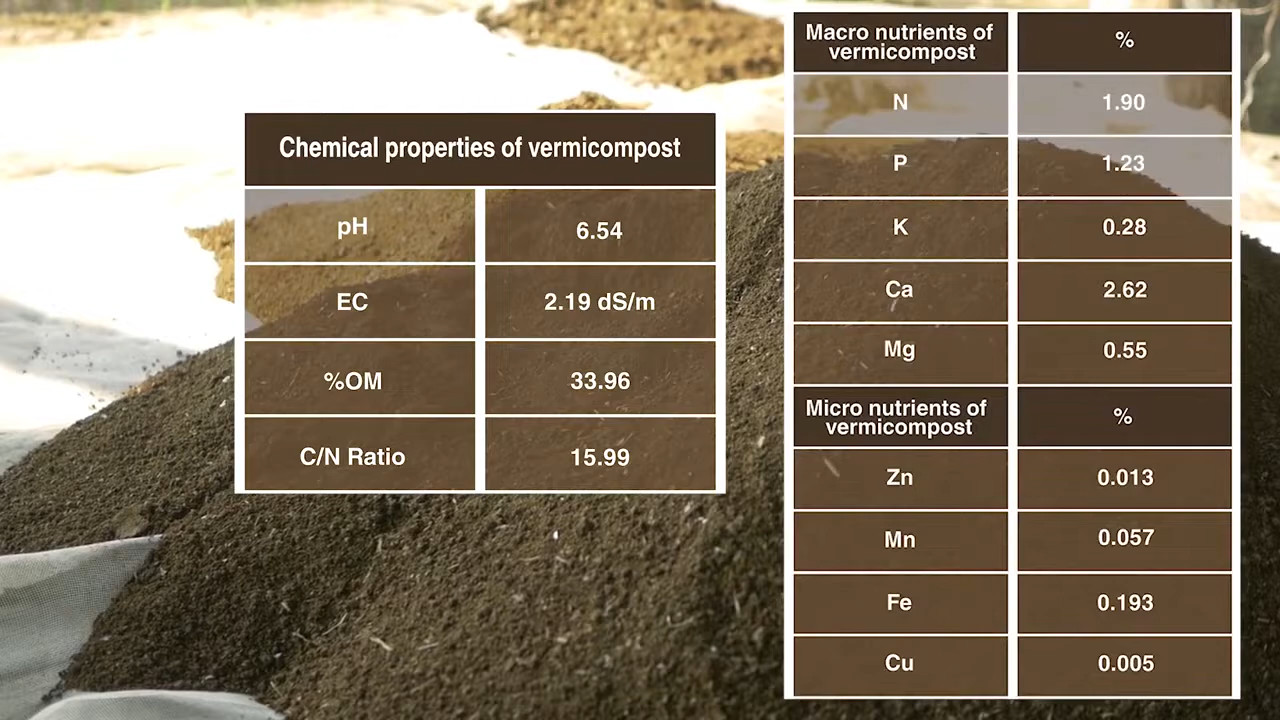 Chemical properties of vermicompost
pH 6.54
EC 2.19 dS/m
%OM 33.96
C/N Ratio 15.99
Macro nutrients of
vermicompost
%
N 1.90
P 1.23
K 0.28
Ca 2.62
Mg 0.55
Micro nutrients of
vermicompost
%
Zn 0.013
Mn 0.057
Fe 0.193
Cu 0.005